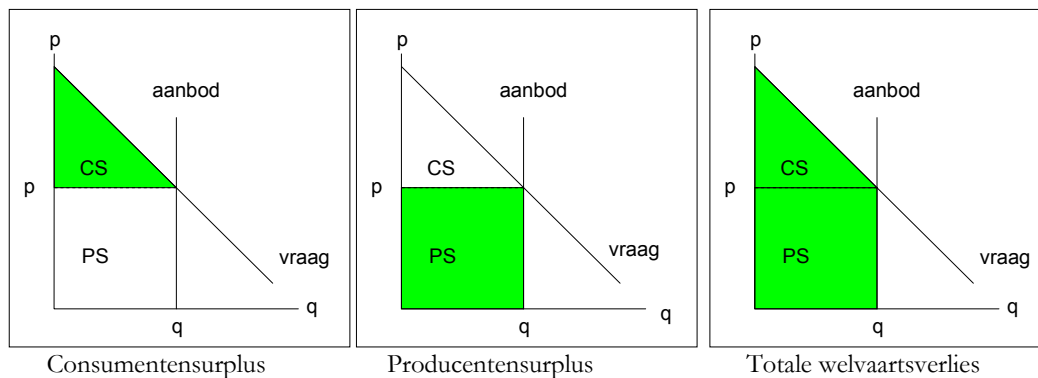 p
aanbod
CS
p
PS
vraag
q
q
Consumentensurplus
p
aanbod
CS
p
PS
vraag
q
q
Producentensurplus
p
aanbod
CS
p
PS
vraag
q
q
Totale welvaartsverlies